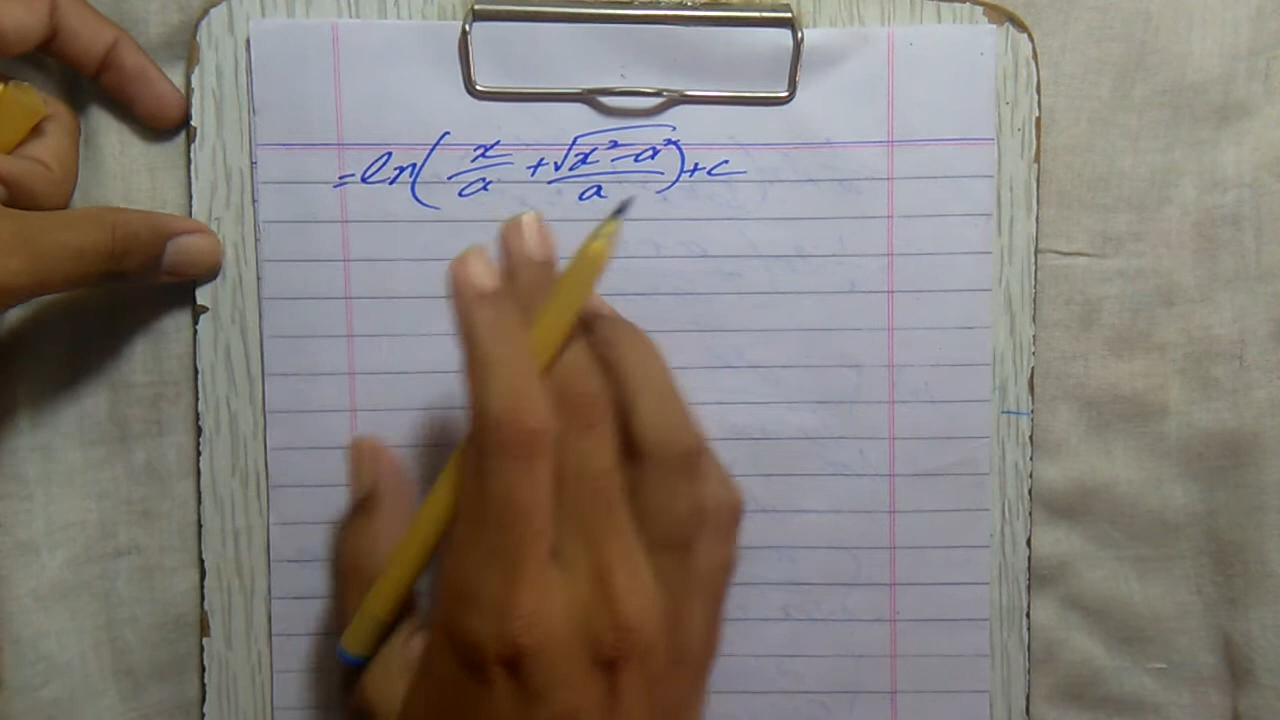 = ln( x/a + √(x²-a²)/a ) + c